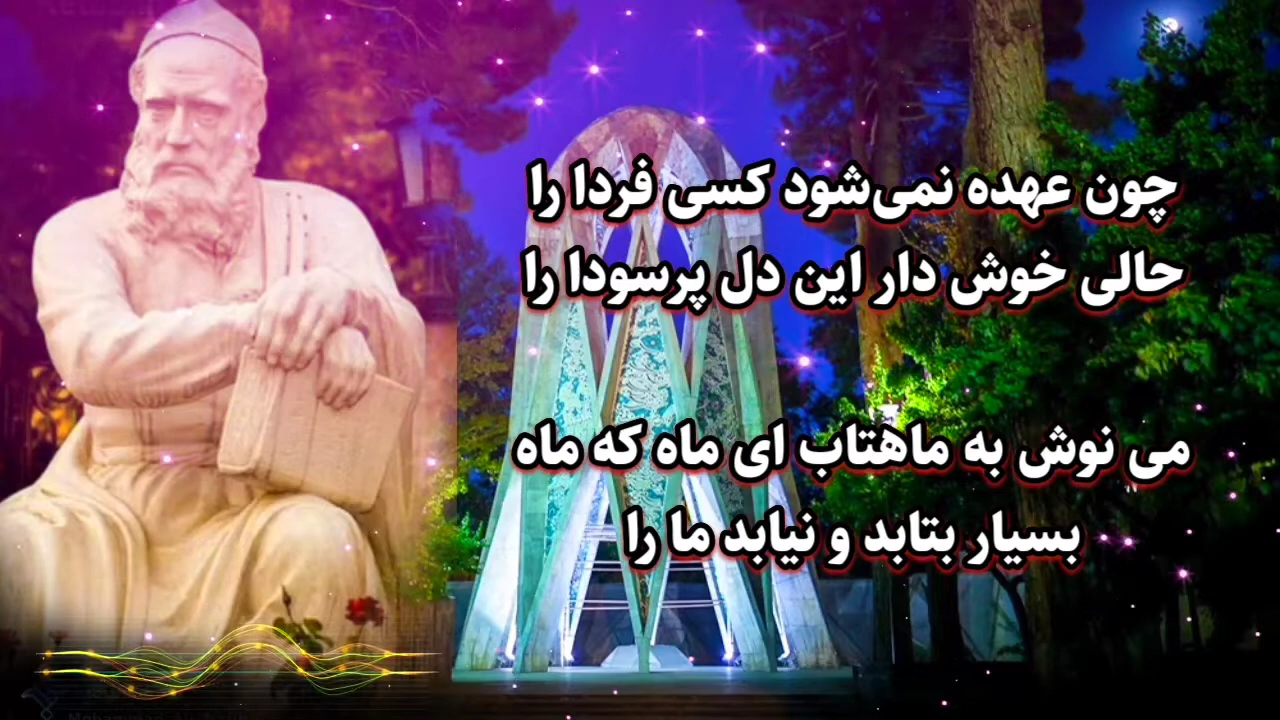 چون عهده نمی‌شود کسی فردا را
حالی خوش دار این دل پرسودا را
می نوش به ماهتاب ای ماه که ماه
بسیار بتابد و نیابد ما را